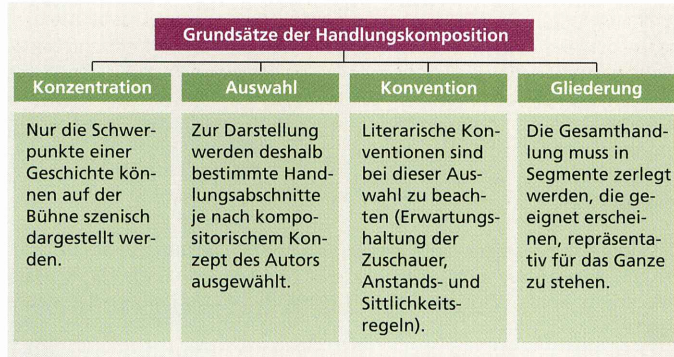 Grundsätze der Handlungskomposition
Konzentration
Nur die Schwer-
punkte einer
Geschichte kön-
nen auf der
Bühne szenisch
dargestellt wer-
den.
Auswahl
Zur Darstellung
werden deshalb
bestimmte Hand-
lungsabschnitte
je nach kompo-
sitorischem Kon-
zept des Autors
ausgewählt.
Konvention
Literarische Kon-
ventionen sind
bei dieser Aus-
wahl zu beach-
ten (Erwartungs-
haltung der
Zuschauer,
Anstands- und
Sittlichkeits-
regeln).
Gliederung
Die Gesamthand-
lung muss in
Segmente zerlegt
werden, die ge-
eignet erschei-
nen, repräsenta-
tiv für das Ganze
zu stehen.